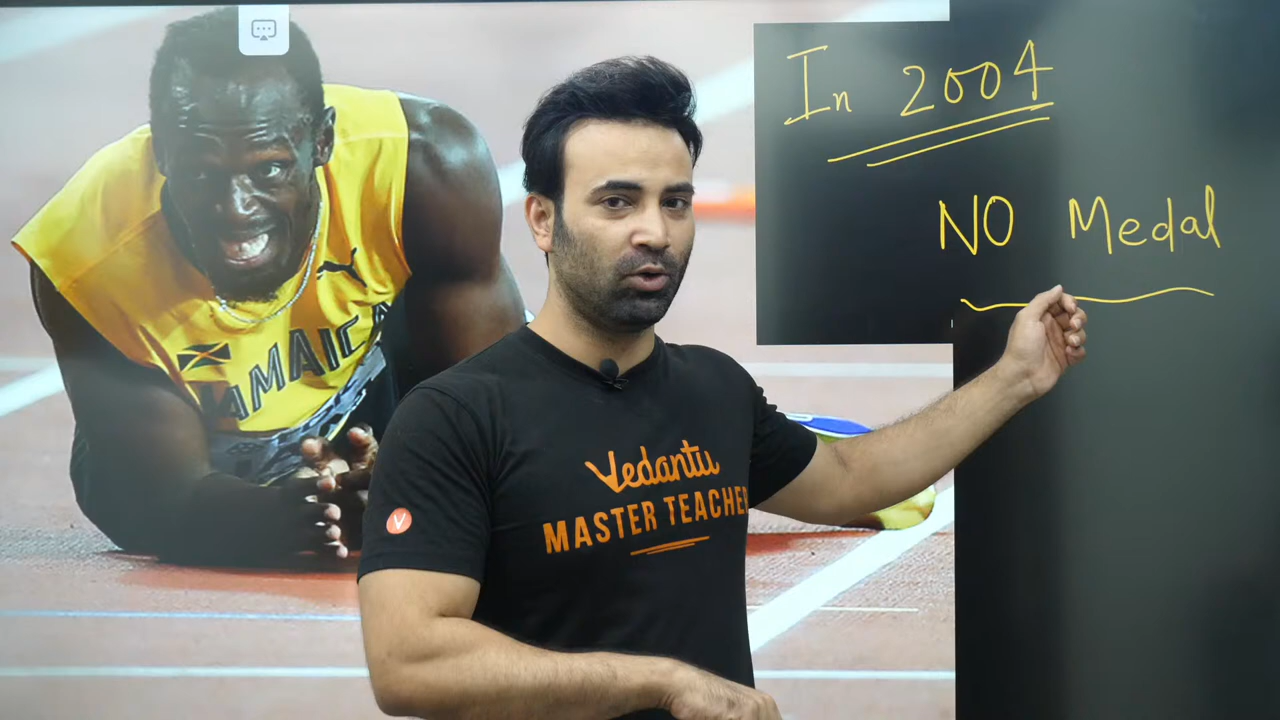 In 2004
NO Medal
JAMAICA
Vedantu
MASTER TEACHER
V